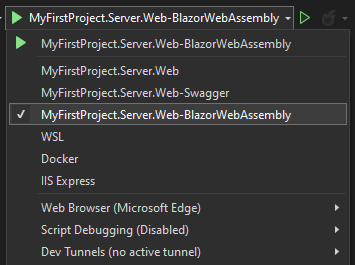 MyFirstProject.Server.Web-BlazorWebAssembly
MyFirstProject.Server.Web-BlazorWebAssembly
MyFirstProject.Server.Web
MyFirstProject.Server.Web-Swagger
MyFirstProject.Server.Web-BlazorWebAssembly
WSL
Docker
IIS Express
Web Browser (Microsoft Edge)
Script Debugging (Disabled)
Dev Tunnels (no active tunnel)